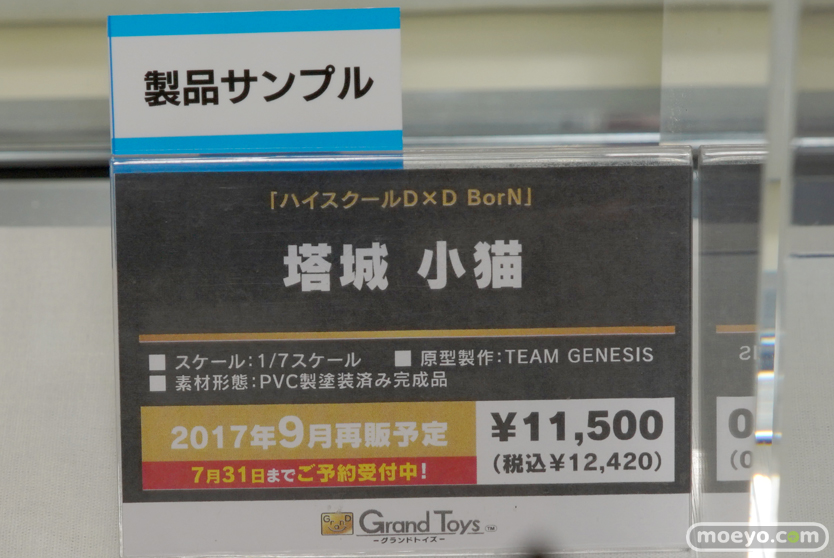 製品サンプル
「ハイスクールD×D BorN」
塔城 小猫
■ スケール:1/7スケール ■ 原型製作:TEAM GENESIS
■ 素材形態:PVC製塗装済み完成品
2017年9月再販予定
7月31日までご予約受付中!
¥11,500
(税込¥12,420)
GranD Grand Toys TM
-グランドトイズ-
0
(0
moeyo.com